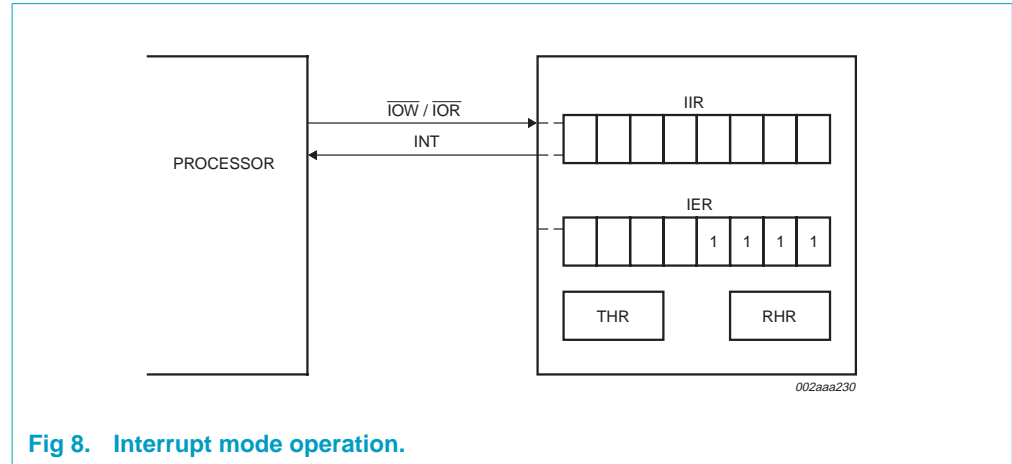 IIR
IOW / IOR
INT
PROCESSOR
IER
1 1 1 1
THR
RHR
002aaa230
Fig 8. Interrupt mode operation.